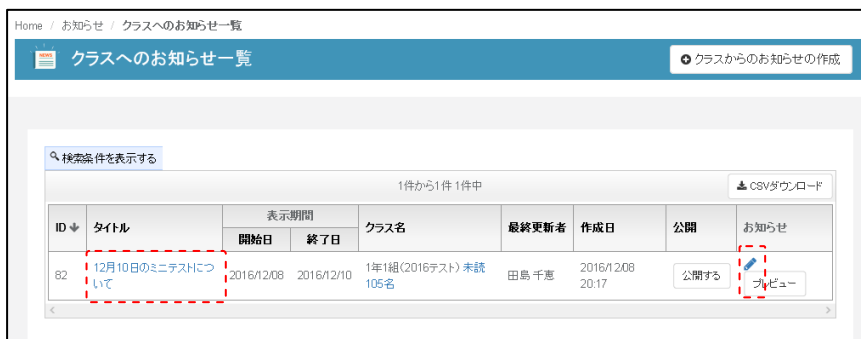 Home / お知らせ / クラスへのお知らせ一覧
NEWS クラスへのお知らせ一覧
クラスからのお知らせの作成
検索条件を表示する
1件から1件 1件中
CSVダウンロード
ID タイトル 表示期間 クラス名 最終更新者 作成日 公開 お知らせ
開始日 終了日
82 12月10日のミニテストにつ 2016/12/08 2016/12/10 1年1組(2016テスト) 未読 田島 千恵 2016/12/08 公開する
いて 105名 20:17 プレビュー